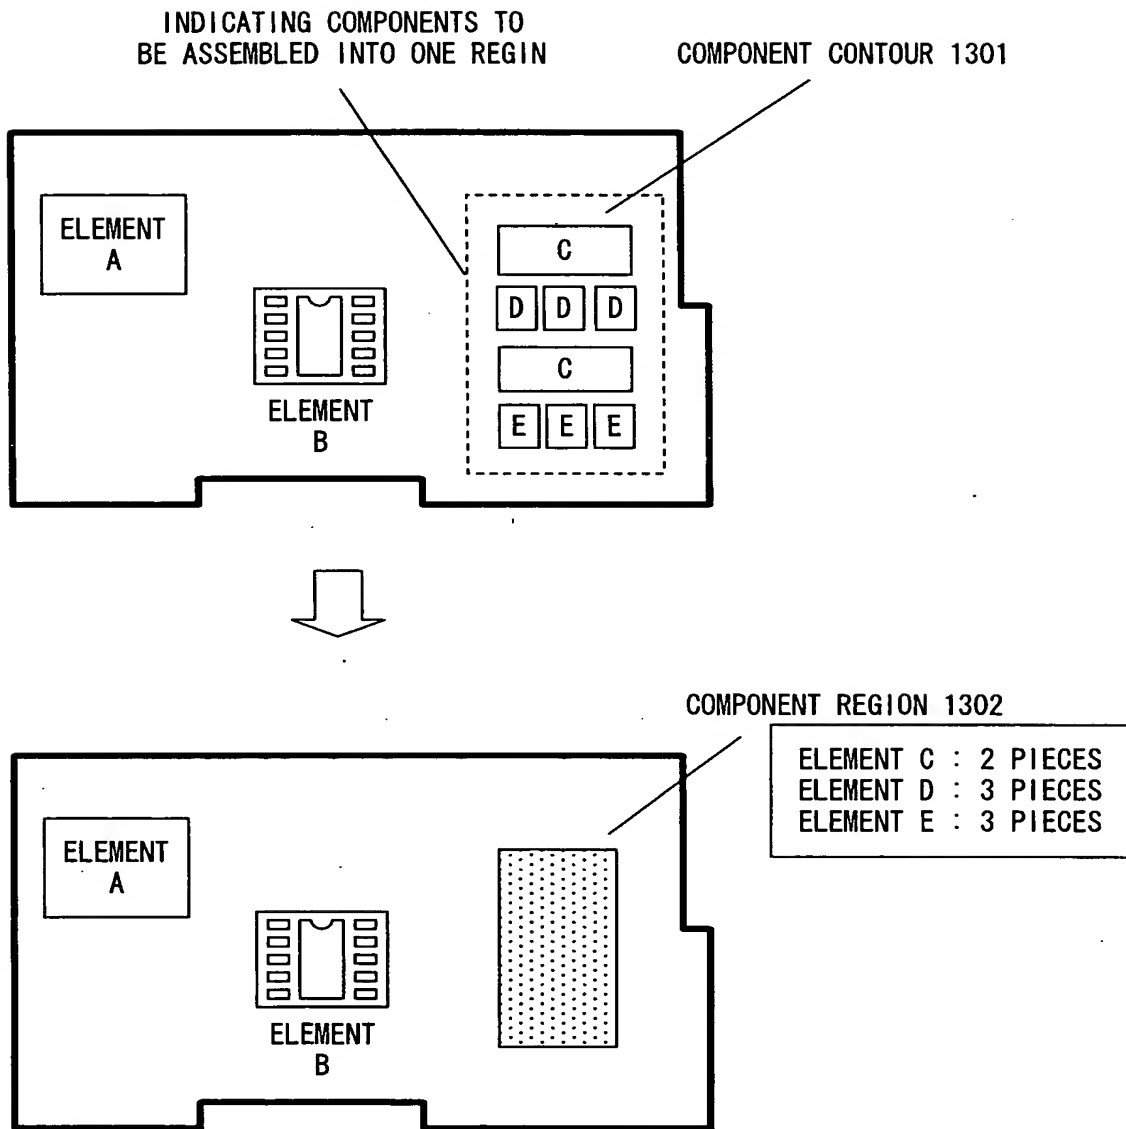 INDICATING COMPONENTS TO
BE ASSEMBLED INTO ONE REGIN
COMPONENT CONTOUR 1301
ELEMENT
A
C
D D D
C
E E E
ELEMENT
B
COMPONENT REGION 1302
ELEMENT C : 2 PIECES
ELEMENT D : 3 PIECES
ELEMENT E : 3 PIECES
ELEMENT
A
ELEMENT
B